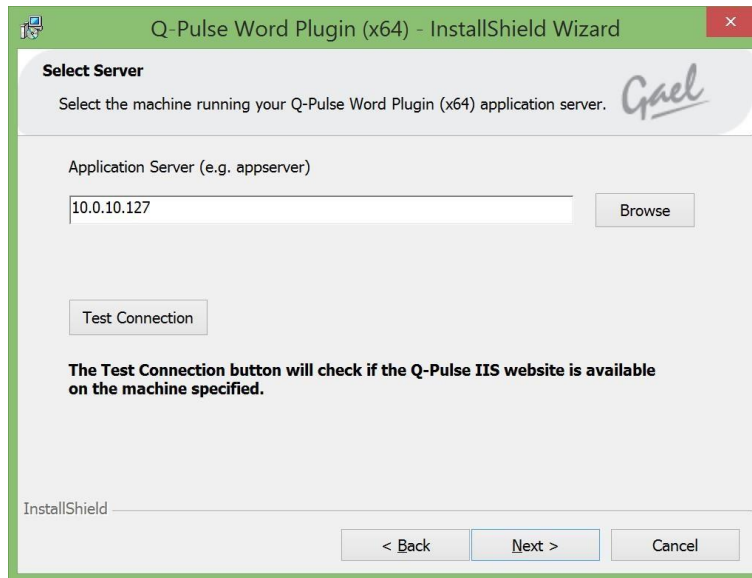 Q-Pulse Word Plugin (x64) - InstallShield Wizard
×
Select Server
Select the machine running your Q-Pulse Word Plugin (x64) application server.
Gael
Application Server (e.g. appserver)
10.0.10.127
Browse
Test Connection
The Test Connection button will check if the Q-Pulse IIS website is available
on the machine specified.
InstallShield
< Back
Next >
Cancel